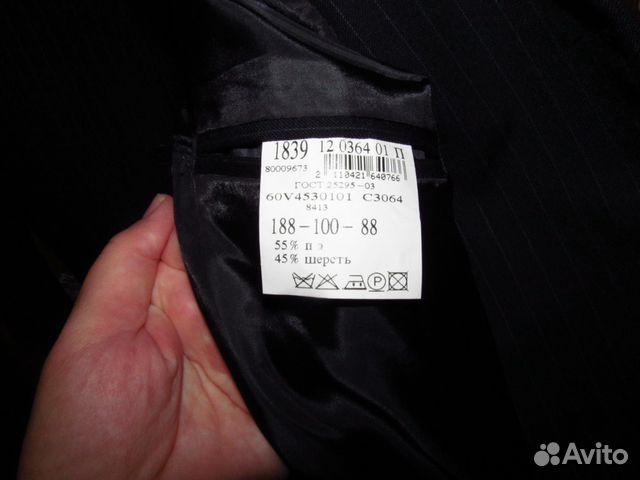 1839 12 0364 01 П
80009673 2 110421 640766
ГОСТ 25295-03
60V4530101 C3064
8413
188-100-88
55% п э
45% шерсть
P
Avito